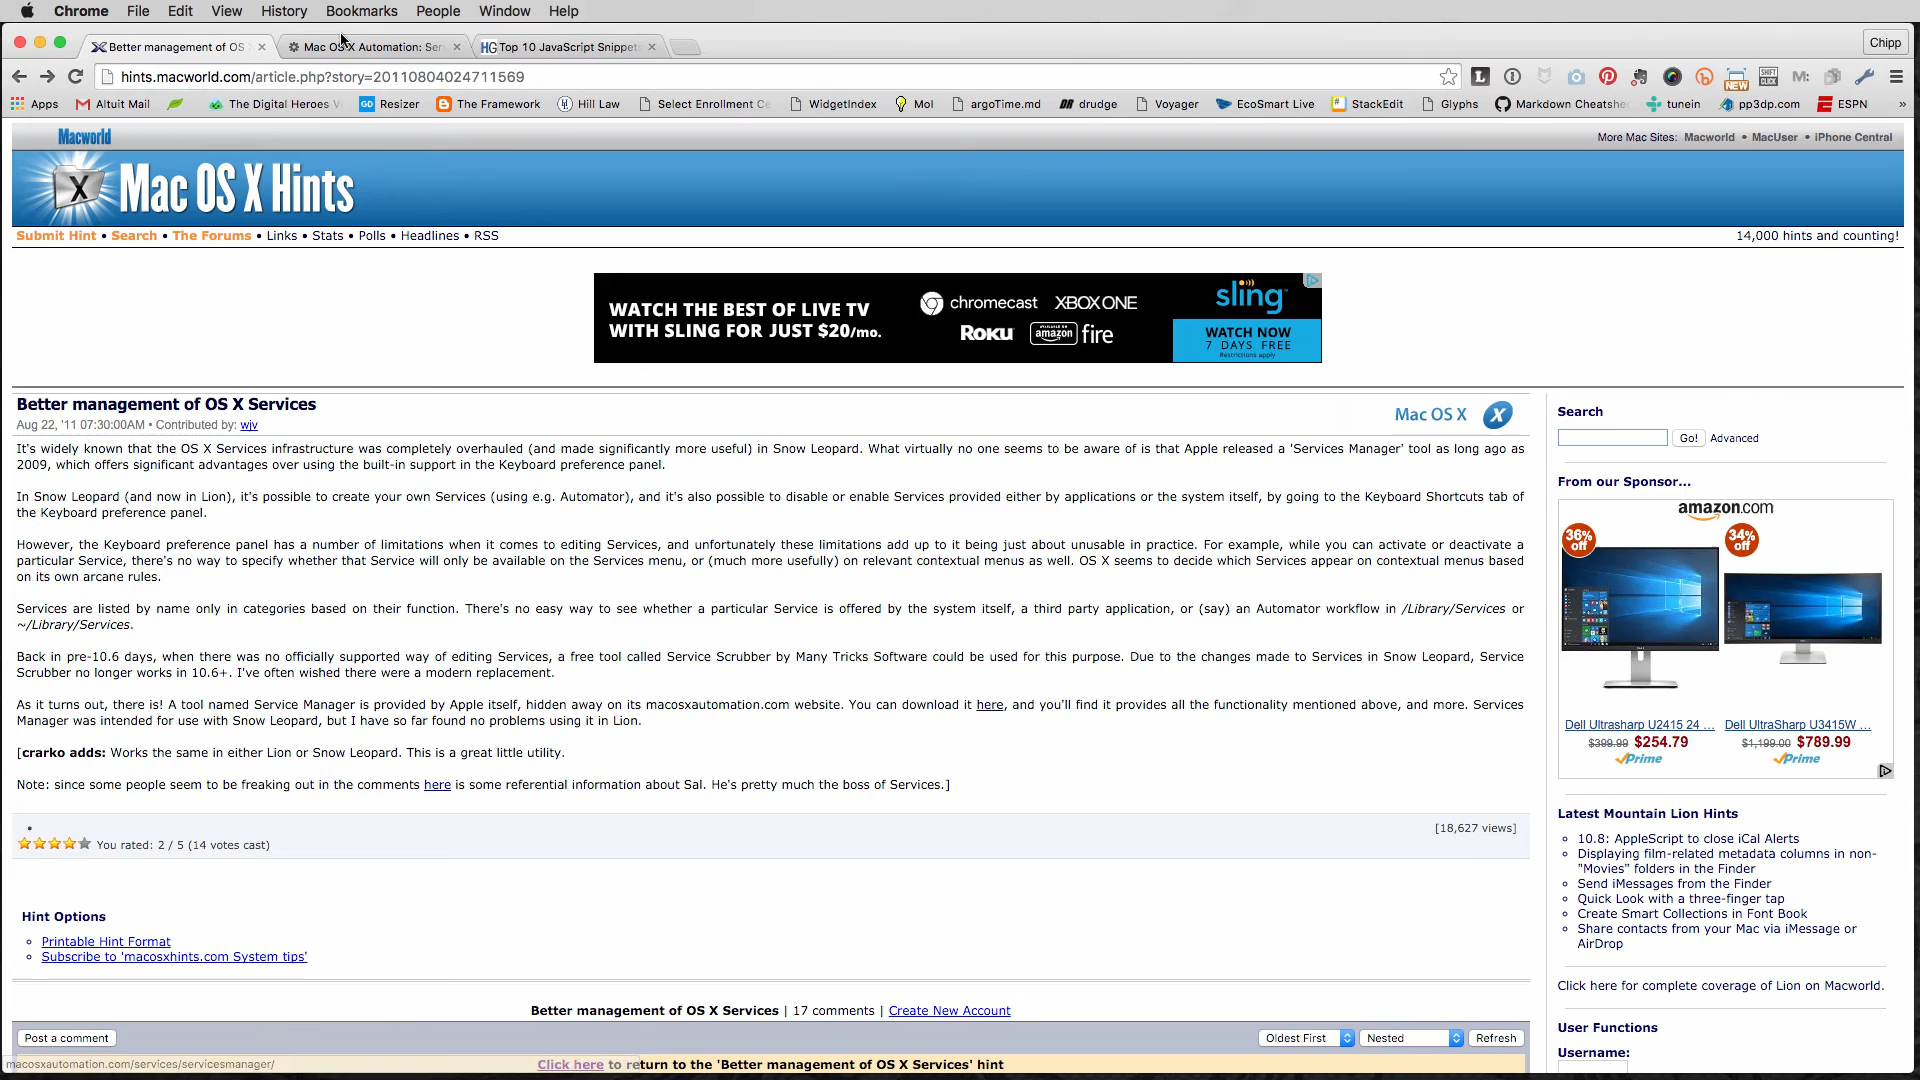 Chrome File Edit View History Bookmarks People Window Help
Better management of OS Mac OS X Automation: Ser HG Top 10 JavaScript Snippets Chipp
hints.macworld.com/article.php?story=20110804024711569
Apps Altuit Mail The Digital Heroes GD Resizer The Framework Hill Law Select Enrollment WidgetIndex MoI argoTime.md DR drudge Voyager EcoSmart Live StackEdit Glyphs Markdown Cheatshe tunein pp3dp.com ESPN »
Macworld More Mac Sites: Macworld • MacUser • iPhone Central
X Mac OS X Hints
Submit Hint • Search • The Forums • Links • Stats • Polls • Headlines • RSS 14,000 hints and counting!
WATCH THE BEST OF LIVE TV
WITH SLING FOR JUST $20/mo.
chromecast XBOX ONE
ROKU AVAILABLE ON amazon fire
sling
WATCH NOW
7 DAYS FREE
Restrictions apply
Better management of OS X Services
Aug 22, '11 07:30:00AM • Contributed by: wjv
Mac OS X X
It's widely known that the OS X Services infrastructure was completely overhauled (and made significantly more useful) in Snow Leopard. What virtually no one seems to be aware of is that Apple released a 'Services Manager' tool as long ago as
2009, which offers significant advantages over using the built-in support in the Keyboard preference panel.
In Snow Leopard (and now in Lion), it's possible to create your own Services (using e.g. Automator), and it's also possible to disable or enable Services provided either by applications or the system itself, by going to the Keyboard Shortcuts tab of
the Keyboard preference panel.
However, the Keyboard preference panel has a number of limitations when it comes to editing Services, and unfortunately these limitations add up to it being just about unusable in practice. For example, while you can activate or deactivate a
particular Service, there's no way to specify whether that Service will only be available on the Services menu, or (much more usefully) on relevant contextual menus as well. OS X seems to decide which Services appear on contextual menus based
on its own arcane rules.
Services are listed by name only in categories based on their function. There's no easy way to see whether a particular Service is offered by the system itself, a third party application, or (say) an Automator workflow in /Library/Services or
~/Library/Services.
Back in pre-10.6 days, when there was no officially supported way of editing Services, a free tool called Service Scrubber by Many Tricks Software could be used for this purpose. Due to the changes made to Services in Snow Leopard, Service
Scrubber no longer works in 10.6+. I've often wished there were a modern replacement.
As it turns out, there is! A tool named Service Manager is provided by Apple itself, hidden away on its macosxautomation.com website. You can download it here, and you'll find it provides all the functionality mentioned above, and more. Services
Manager was intended for use with Snow Leopard, but I have so far found no problems using it in Lion.
[crarko adds: Works the same in either Lion or Snow Leopard. This is a great little utility.
Note: since some people seem to be freaking out in the comments here is some referential information about Sal. He's pretty much the boss of Services.]
•
[18,627 views]
You rated: 2 / 5 (14 votes cast)
Hint Options
Printable Hint Format
Subscribe to 'macosxhints.com System tips'
Better management of OS X Services | 17 comments | Create New Account
Post a comment Oldest First Nested Refresh
macosxautomation.com/services/servicesmanager/
Click here to return to the 'Better management of OS X Services' hint
Search
Go! Advanced
From our Sponsor...
amazon.com
36% off 34% off
Dell Ultrasharp U2415 24 ... Dell UltraSharp U3415W ...
$399.99 $254.79 $1,199.00 $789.99
Prime Prime
Latest Mountain Lion Hints
10.8: AppleScript to close iCal Alerts
Displaying film-related metadata columns in non-
"Movies" folders in the Finder
Send iMessages from the Finder
Quick Look with a three-finger tap
Create Smart Collections in Font Book
Share contacts from your Mac via iMessage or
AirDrop
Click here for complete coverage of Lion on Macworld.
User Functions
Username: